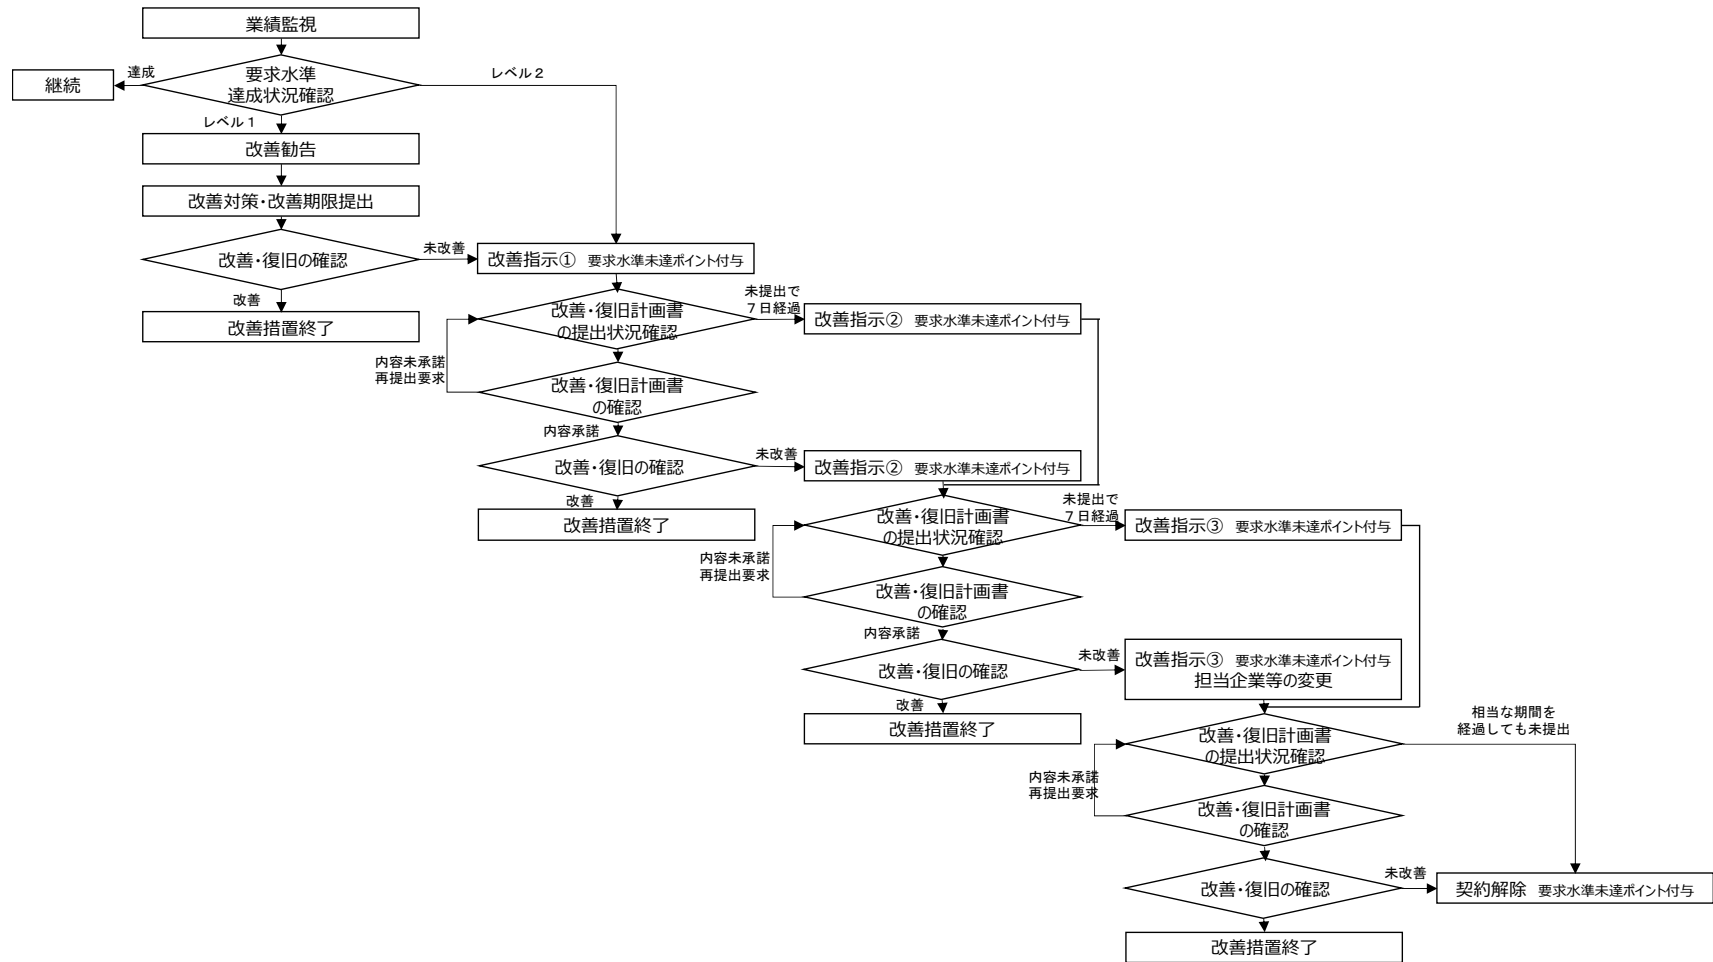 業績監視
達成
要求水準
達成状況確認
レベル２
継続
レベル１
改善勧告
改善対策・改善期限提出
改善・復旧の確認
未改善
改善指示① 要求水準未達ポイント付与
改善
改善措置終了
改善・復旧計画書
の提出状況確認
未提出で
７日経過
改善指示② 要求水準未達ポイント付与
内容未承諾
再提出要求
改善・復旧計画書
の確認
内容承諾
改善・復旧の確認
未改善
改善指示② 要求水準未達ポイント付与
改善
改善措置終了
改善・復旧計画書
の提出状況確認
未提出で
７日経過
改善指示③ 要求水準未達ポイント付与
内容未承諾
再提出要求
改善・復旧計画書
の確認
内容承諾
改善・復旧の確認
未改善
改善指示③ 要求水準未達ポイント付与
担当企業等の変更
改善
改善措置終了
改善・復旧計画書
の提出状況確認
相当な期間を
経過しても未提出
内容未承諾
再提出要求
改善・復旧計画書
の確認
改善・復旧の確認
未改善
契約解除 要求水準未達ポイント付与
改善措置終了